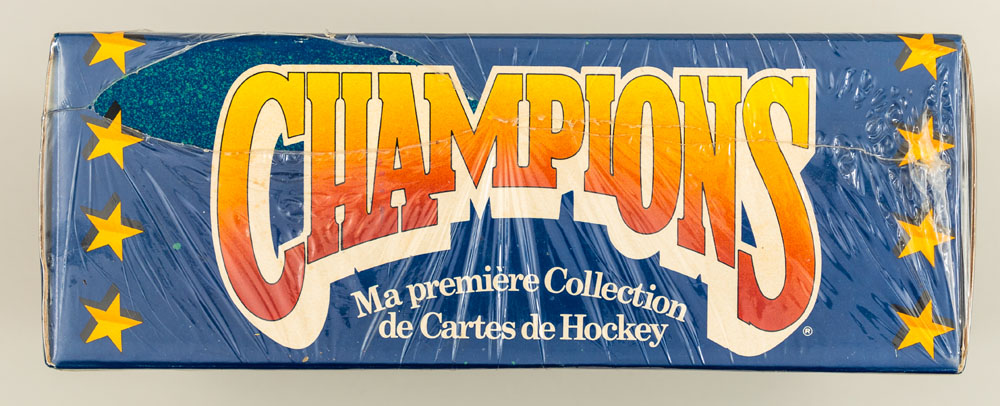 CHAMPIONS
Ma première Collection
de Cartes de Hockey
®